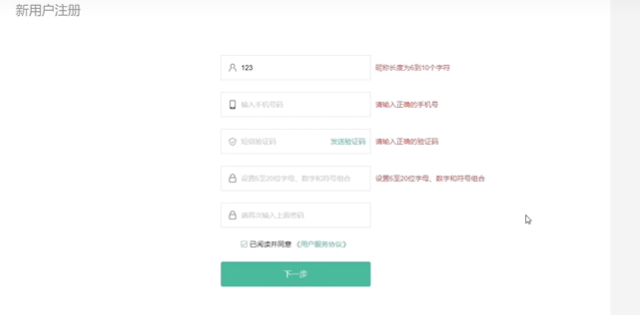 新用户注册
123 昵称长度为6到10个字符
输入手机号码 请输入正确的手机号
短信验证码 发送验证码 请输入正确的验证码
设置6至20位字母、数字和符号组合 设置6至20位字母、数字和符号组合
请再次输入上面密码
已阅读并同意《用户服务协议》
下一步